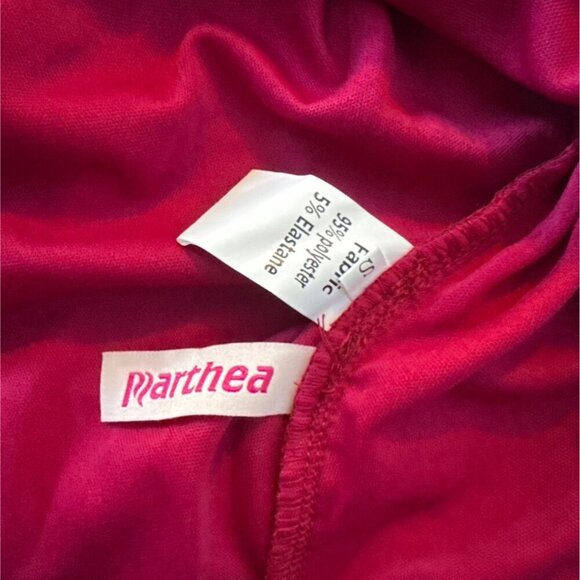 S
Fabric
95% polyester
5% Elastane
Marthea